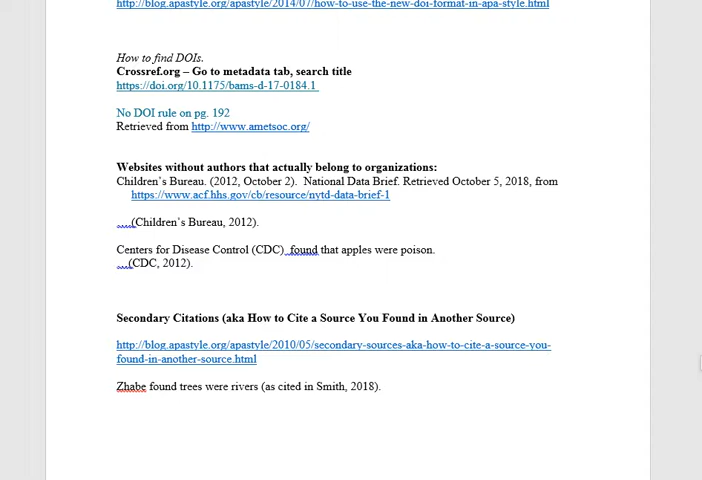 http://blog.apastyle.org/apastyle/2014/07/how-to-use-the-new-doi-format-in-apa-style.html
How to find DOIs.
Crossref.org – Go to metadata tab, search title
https://doi.org/10.1175/bams-d-17-0184.1
No DOI rule on pg. 192
Retrieved from http://www.ametsoc.org/
Websites without authors that actually belong to organizations:
Children's Bureau. (2012, October 2).  National Data Brief. Retrieved October 5, 2018, from
https://www.acf.hhs.gov/cb/resource/nytd-data-brief-1
….(Children's Bureau, 2012).
Centers for Disease Control (CDC)  found that apples were poison.
…(CDC, 2012).
Secondary Citations (aka How to Cite a Source You Found in Another Source)
http://blog.apastyle.org/apastyle/2010/05/secondary-sources-aka-how-to-cite-a-source-you-
found-in-another-source.html
Zhabe found trees were rivers (as cited in Smith, 2018).